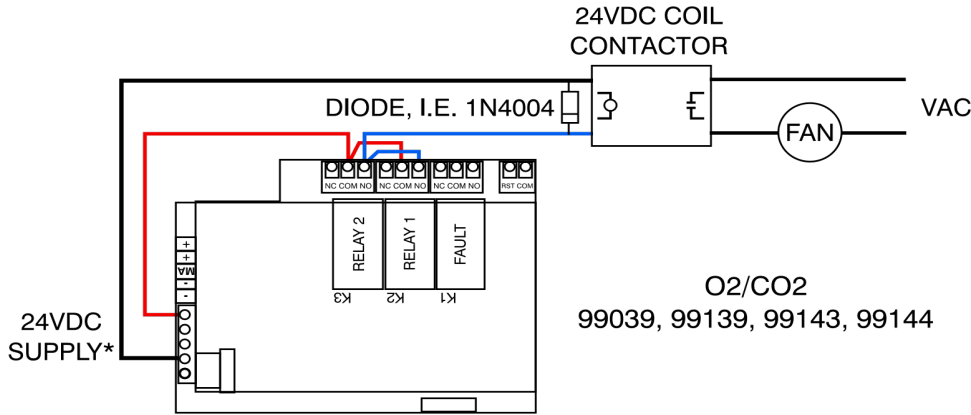 24VDC COIL
CONTACTOR
DIODE, I.E. 1N4004
VAC
FAN
NC COM NO NC COM NO NC COM NO RST COM
RELAY 2
RELAY 1
FAULT
K3
K2
K1
+
+
MA
-
-
24VDC
SUPPLY*
O2/CO2
99039, 99139, 99143, 99144